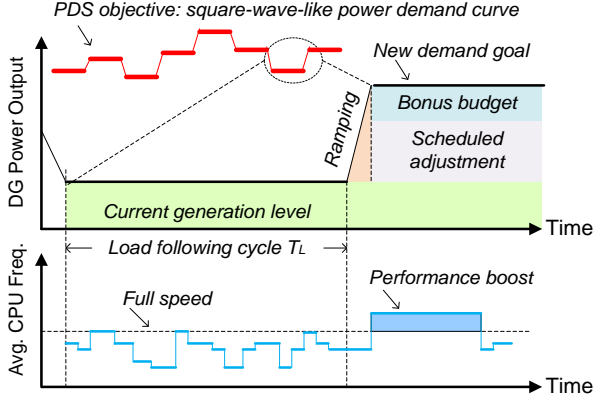 PDS objective: square-wave-like power demand curve
New demand goal
DG Power Output
Ramping
Bonus budget
Scheduled
adjustment
Current generation level
Time
Load following cycle TL
Avg. CPU Freq.
Full speed
Performance boost
Time